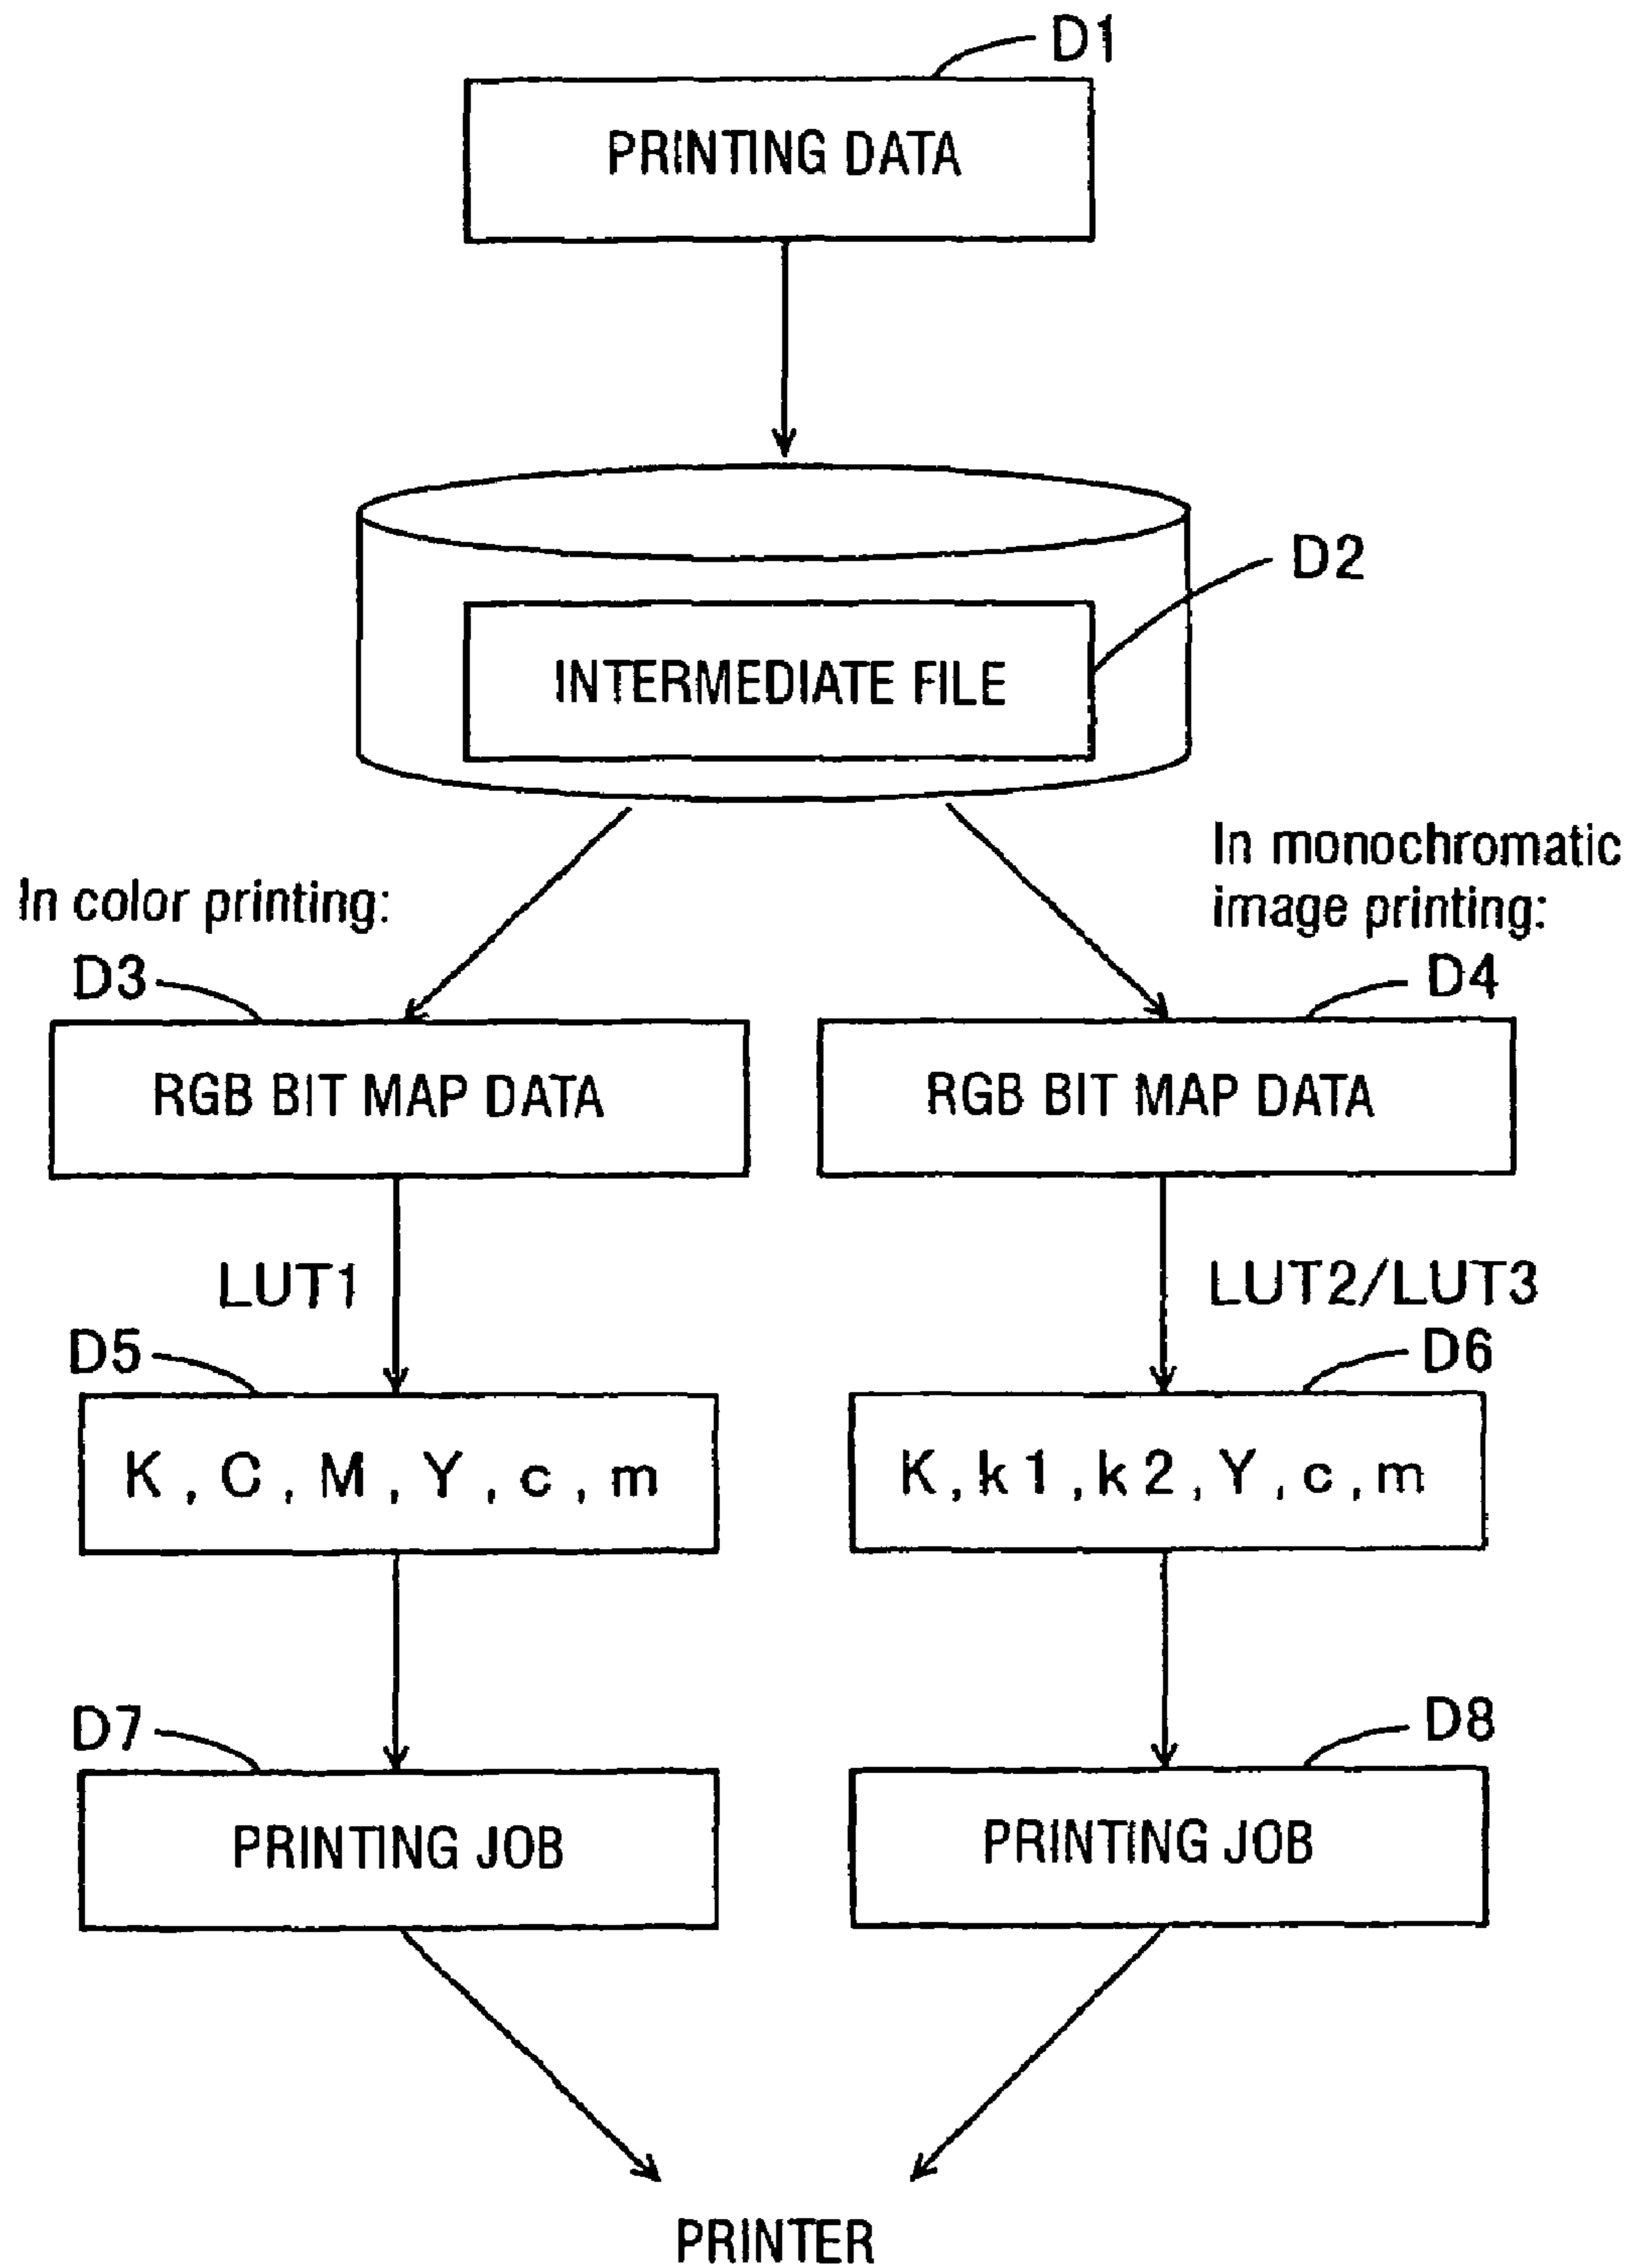 D1
PRINTING DATA
D2
INTERMEDIATE FILE
In color printing:
In monochromatic
image printing:
D3
D4
RGB BIT MAP DATA
RGB BIT MAP DATA
LUT1
LUT2/LUT3
D5
D6
K, C, M, Y, c, m
K, k1, k2, Y, c, m
D7
D8
PRINTING JOB
PRINTING JOB
PRINTER